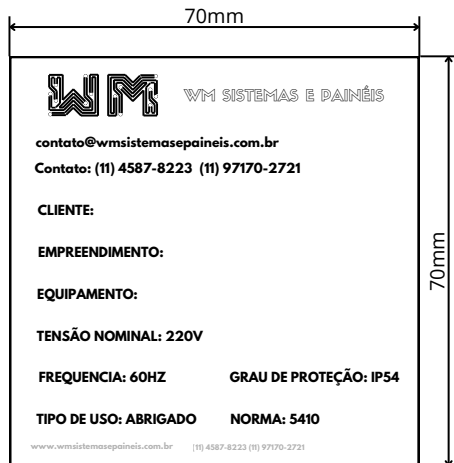 70mm
WM WM SISTEMAS E PAINÉIS
contato@wmsistemasepaineis.com.br
Contato: (11) 4587-8223 (11) 97170-2721
CLIENTE:
EMPREENDIMENTO:
EQUIPAMENTO:
70mm
TENSÃO NOMINAL: 220V
FREQUENCIA: 60HZ GRAU DE PROTEÇÃO: IP54
TIPO DE USO: ABRIGADO NORMA: 5410
www.wmsistemasepaineis.com.br (11) 4587-8223 (11) 97170-2721